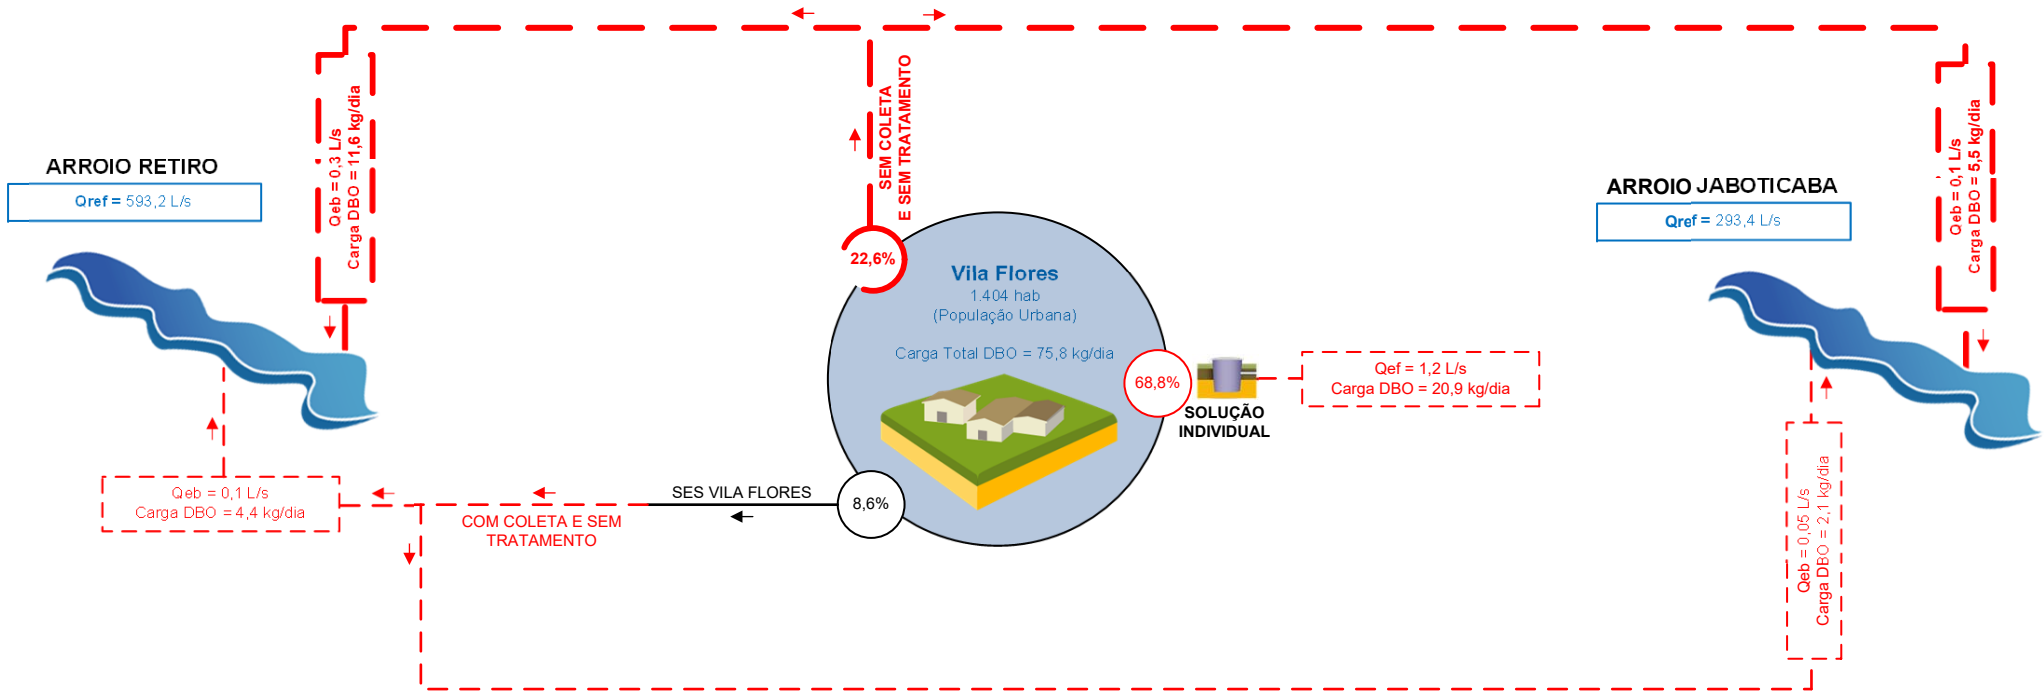 ARROIO RETIRO
Qref = 593,2 L/s
Qeb = 0,3 L/s
Carga DBO = 11,6 kg/dia
SEM COLETA
E SEM TRATAMENTO
22,6%
Vila Flores
1.404 hab
(População Urbana)
Carga Total DBO = 75,8 kg/dia
68,8%
SOLUÇÃO
INDIVIDUAL
Qef = 1,2 L/s
Carga DBO = 20,9 kg/dia
ARROIO JABOTICABA
Qref = 293,4 L/s
Qeb = 0,1 L/s
Carga DBO = 5,5 kg/dia
Qeb = 0,1 L/s
Carga DBO = 4,4 kg/dia
COM COLETA E SEM
TRATAMENTO
SES VILA FLORES
8,6%
Qeb = 0,05 L/s
Carga DBO = 2,1 kg/dia